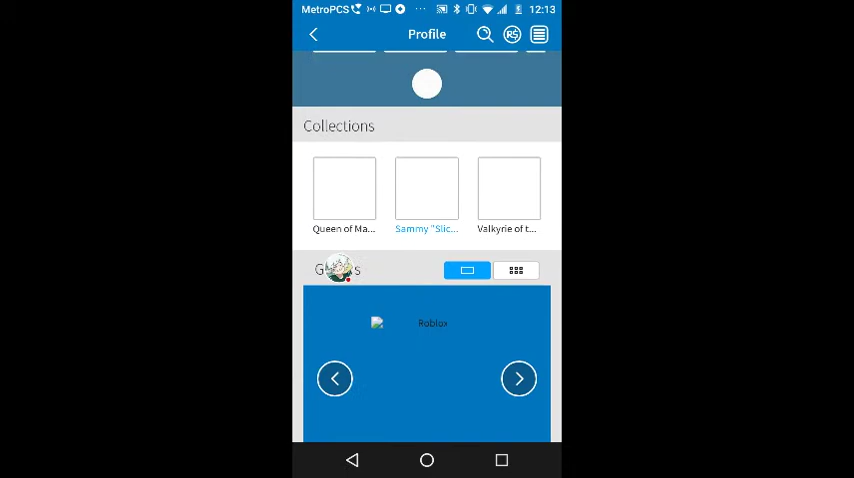 MetroPCS 12:13
Profile
R$
Collections
Queen of Ma... Sammy "Slic... Valkyrie of t...
G s
Roblox